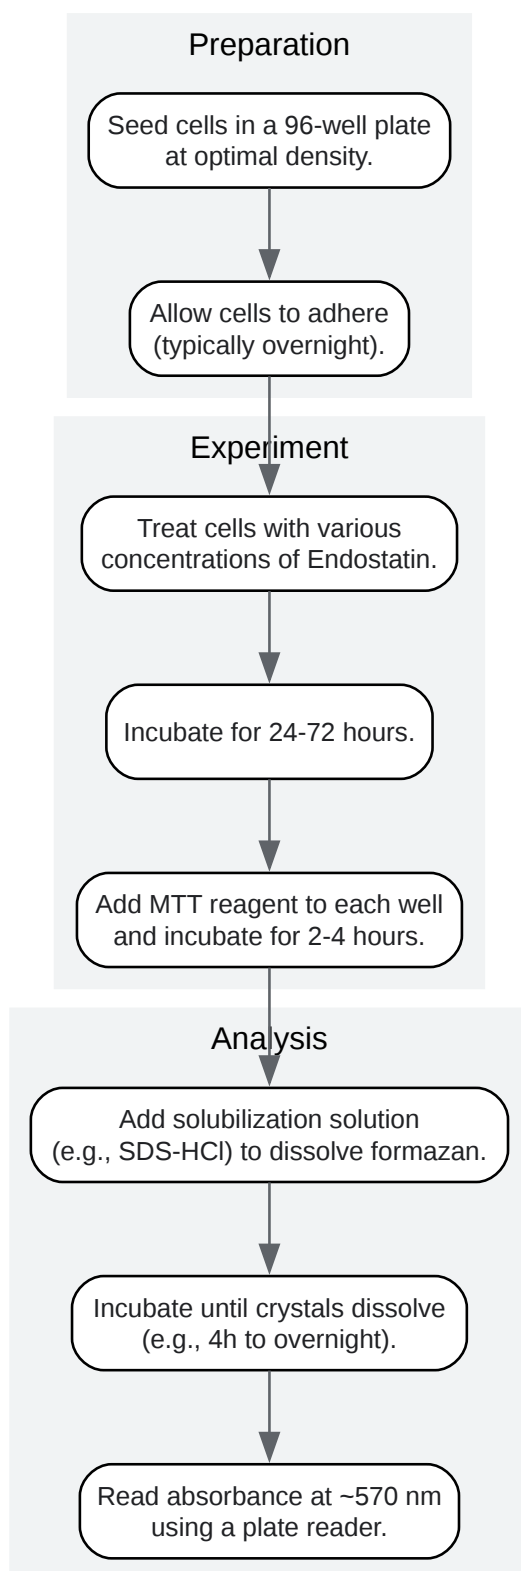 Preparation
Seed cells in a 96-well plate
at optimal density.
Allow cells to adhere
(typically overnight).
Experiment
Treat cells with various
concentrations of Endostatin.
Incubate for 24-72 hours.
Add MTT reagent to each well
and incubate for 2-4 hours.
Analysis
Add solubilization solution
(e.g., SDS-HCl) to dissolve formazan.
Incubate until crystals dissolve
(e.g., 4h to overnight).
Read absorbance at ~570 nm
using a plate reader.